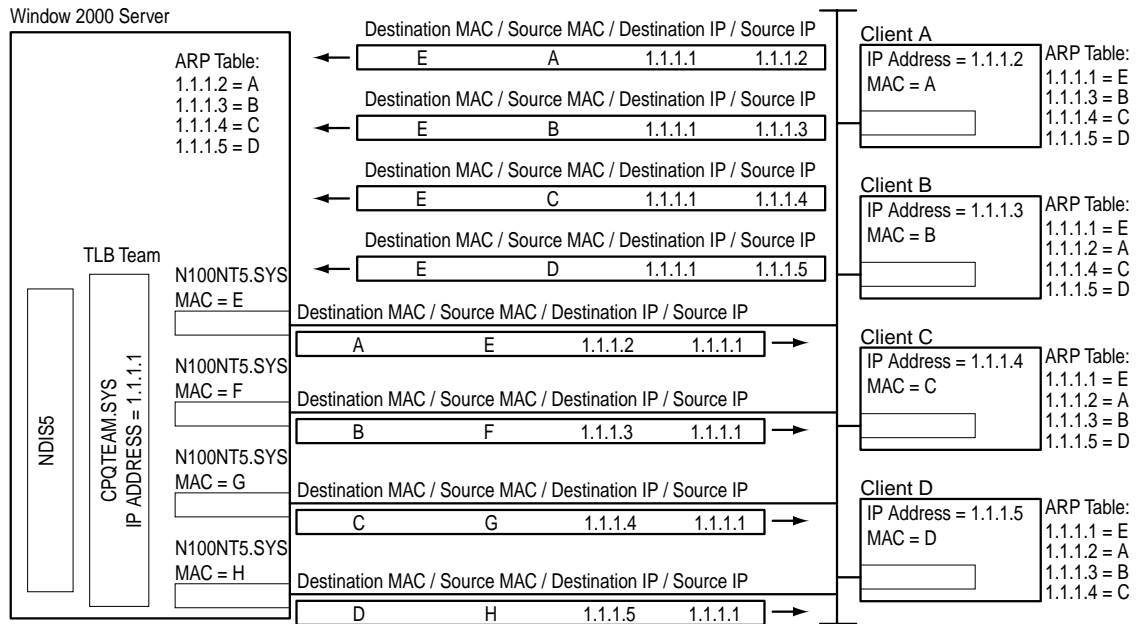 Window 2000 Server
ARP Table:
1.1.1.2 = A
1.1.1.3 = B
1.1.1.4 = C
1.1.1.5 = D
TLB Team
NDIS5
CPQTEAM.SYS
IP ADDRESS = 1.1.1.1
N100NT5.SYS
MAC = E
N100NT5.SYS
MAC = F
N100NT5.SYS
MAC = G
N100NT5.SYS
MAC = H
Destination MAC / Source MAC / Destination IP / Source IP
E A 1.1.1.1 1.1.1.2
Destination MAC / Source MAC / Destination IP / Source IP
E B 1.1.1.1 1.1.1.3
Destination MAC / Source MAC / Destination IP / Source IP
E C 1.1.1.1 1.1.1.4
Destination MAC / Source MAC / Destination IP / Source IP
E D 1.1.1.1 1.1.1.5
Destination MAC / Source MAC / Destination IP / Source IP
A E 1.1.1.2 1.1.1.1
Destination MAC / Source MAC / Destination IP / Source IP
B F 1.1.1.3 1.1.1.1
Destination MAC / Source MAC / Destination IP / Source IP
C G 1.1.1.4 1.1.1.1
Destination MAC / Source MAC / Destination IP / Source IP
D H 1.1.1.5 1.1.1.1
Client A
IP Address = 1.1.1.2
MAC = A
ARP Table:
1.1.1.1 = E
1.1.1.3 = B
1.1.1.4 = C
1.1.1.5 = D
Client B
IP Address = 1.1.1.3
MAC = B
ARP Table:
1.1.1.1 = E
1.1.1.2 = A
1.1.1.4 = C
1.1.1.5 = D
Client C
IP Address = 1.1.1.4
MAC = C
ARP Table:
1.1.1.1 = E
1.1.1.2 = A
1.1.1.3 = B
1.1.1.5 = D
Client D
IP Address = 1.1.1.5
MAC = D
ARP Table:
1.1.1.1 = E
1.1.1.2 = A
1.1.1.3 = B
1.1.1.4 = C